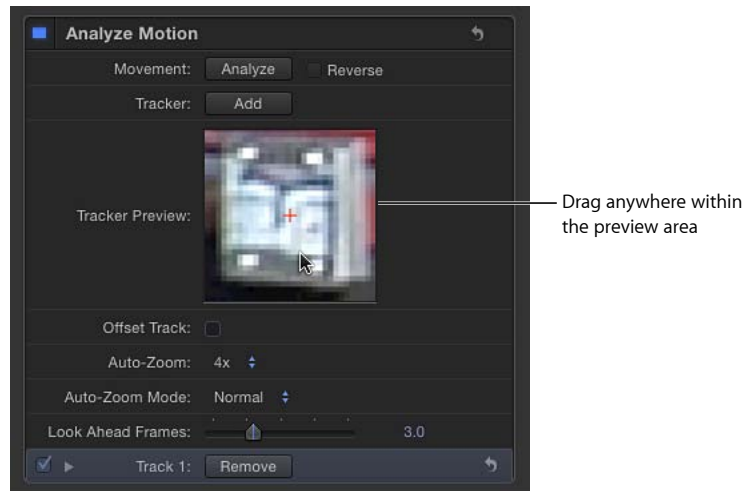 Analyze Motion
Movement: Analyze Reverse
Tracker: Add
Tracker Preview:
Drag anywhere within
the preview area
Offset Track:
Auto-Zoom: 4x
Auto-Zoom Mode: Normal
Look Ahead Frames: 3.0
Track 1: Remove